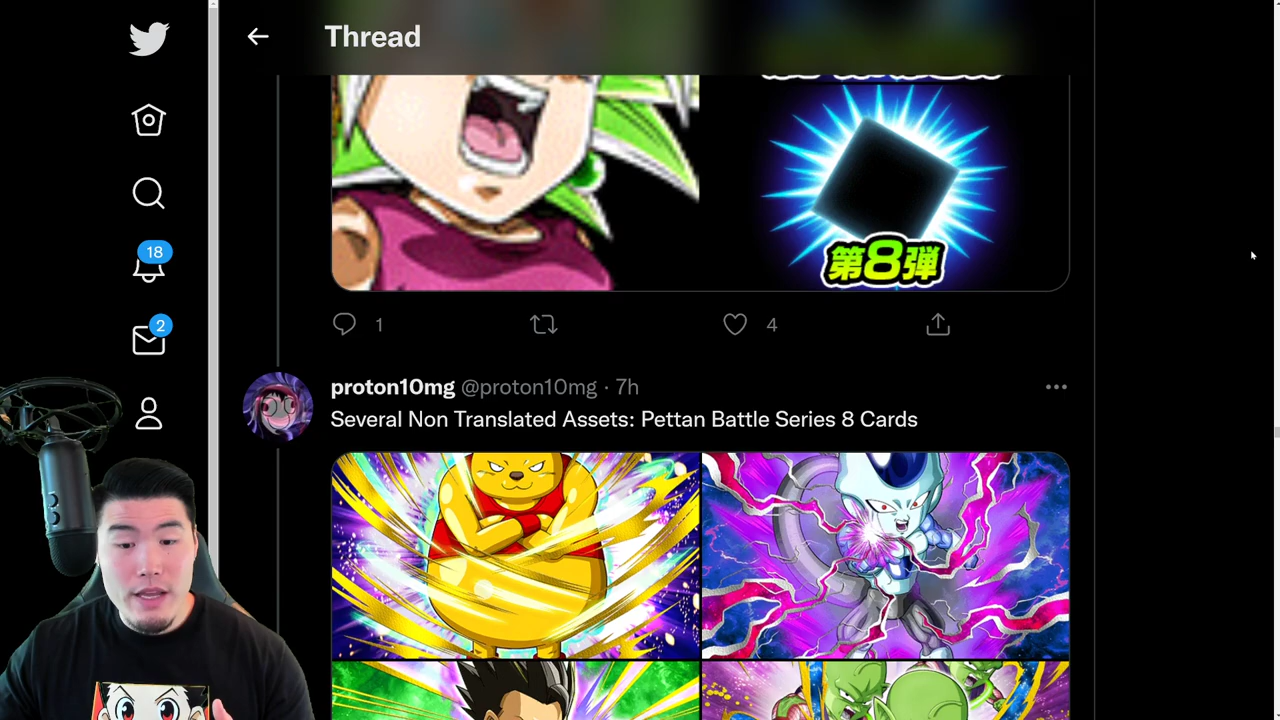 Thread
第8弾
1
4
18
2
proton10mg @proton10mg · 7h
Several Non Translated Assets: Pettan Battle Series 8 Cards